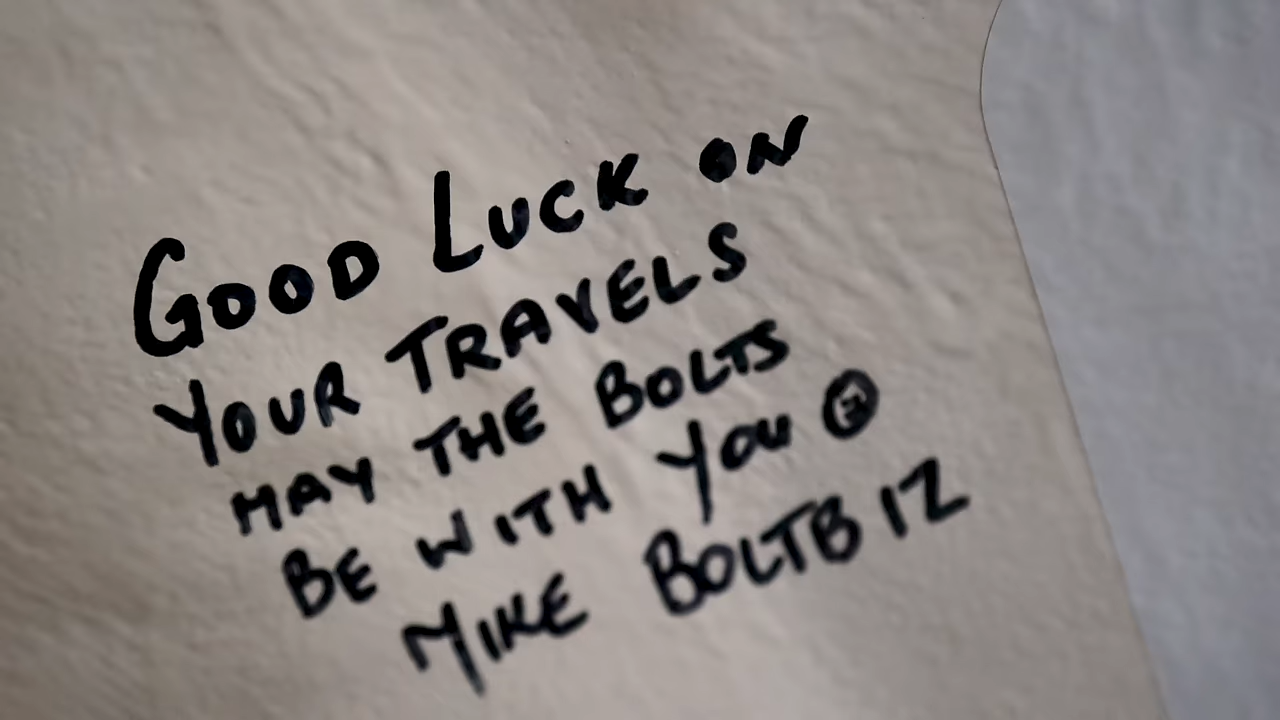 GOOD LUCK ON
YOUR TRAVELS
MAY THE BOLTS
BE WITH YOU
MIKE BOLTBIZ